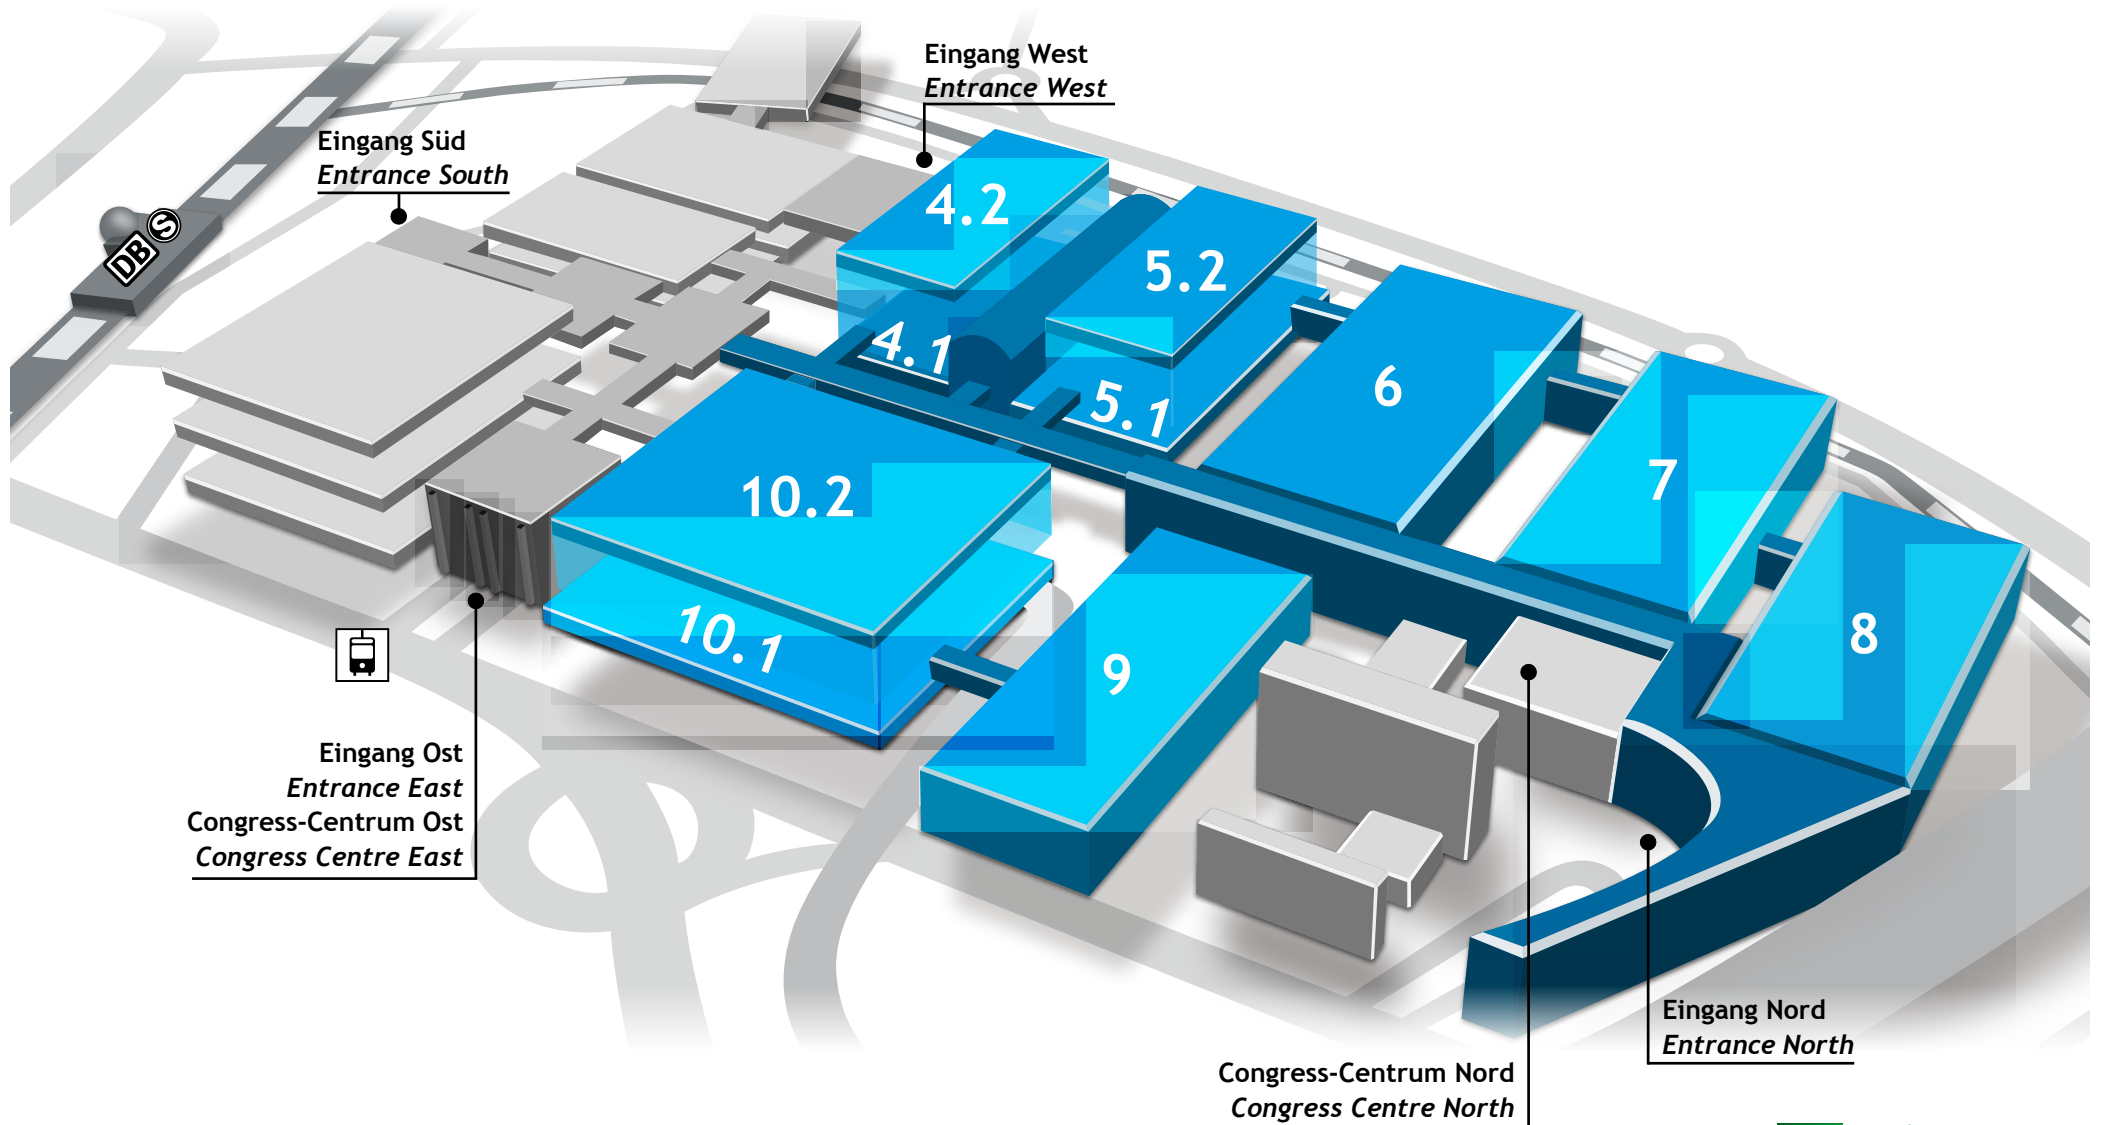 Eingang West
Entrance West
Eingang Süd
Entrance South
4.2
S
DB
5.2
4.1
6
5.1
7
10.2
8
10.1
9
Eingang Ost
Entrance East
Congress-Centrum Ost
Congress Centre East
Eingang Nord
Entrance North
Congress-Centrum Nord
Congress Centre North